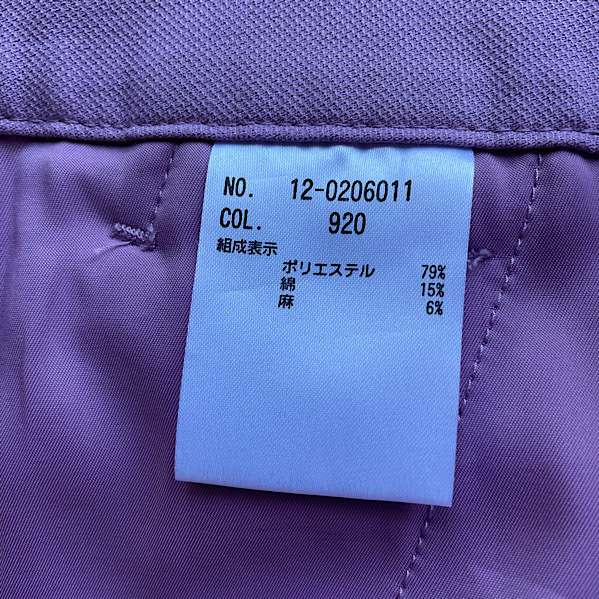 NO. 12-0206011
COL. 920
組成表示
ポリエステル 79%
綿 15%
麻 6%